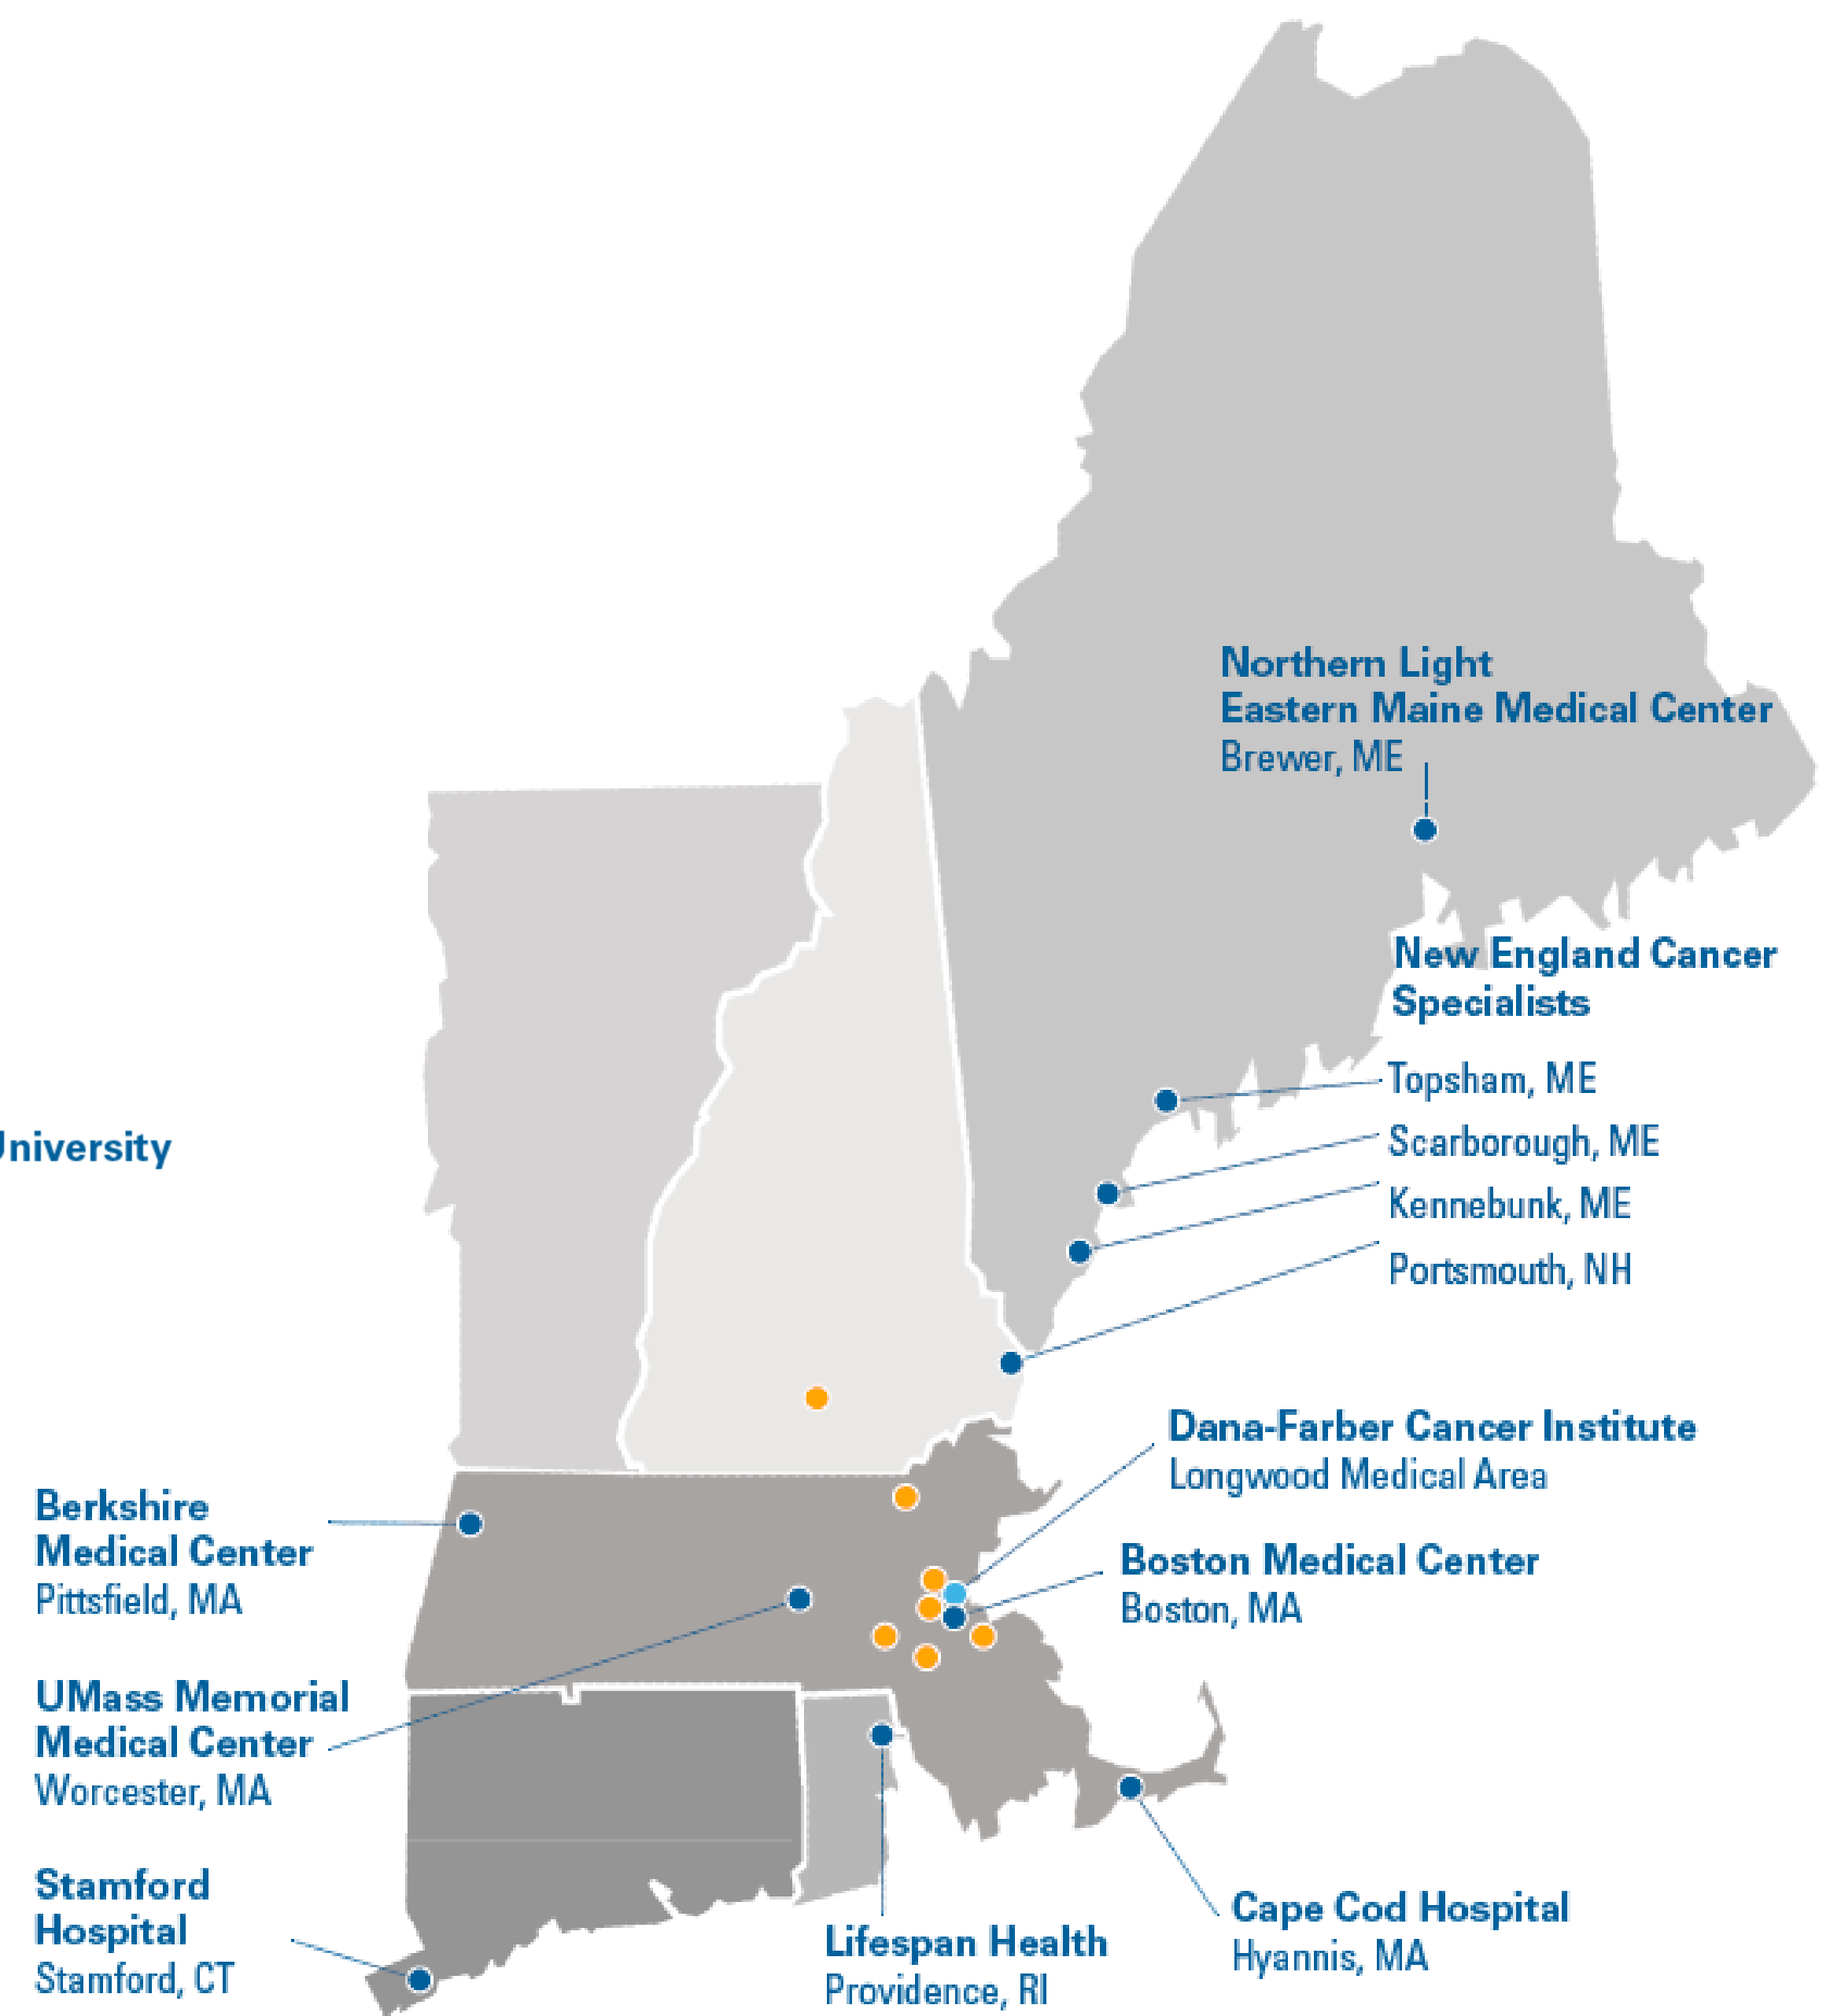 Northern Light
Eastern Maine Medical Center
Brewer, ME
New England Cancer
Specialists
Topsham, ME
University
Scarborough, ME
Kennebunk, ME
Portsmouth, NH
Dana-Farber Cancer Institute
Longwood Medical Area
Berkshire
Medical Center
Pittsfield, MA
Boston Medical Center
Boston, MA
UMass Memorial
Medical Center
Worcester, MA
Stamford
Hospital
Stamford, CT
Lifespan Health
Providence, RI
Cape Cod Hospital
Hyannis, MA